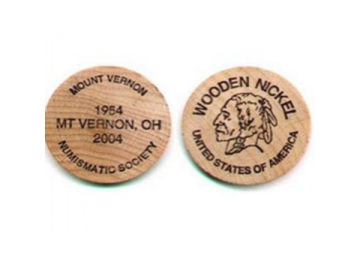 MOUNT VERNON
1954
MT VERNON, OH
2004
NUMISMATIC SOCIETY
WOODEN NICKEL
UNITED STATES OF AMERICA